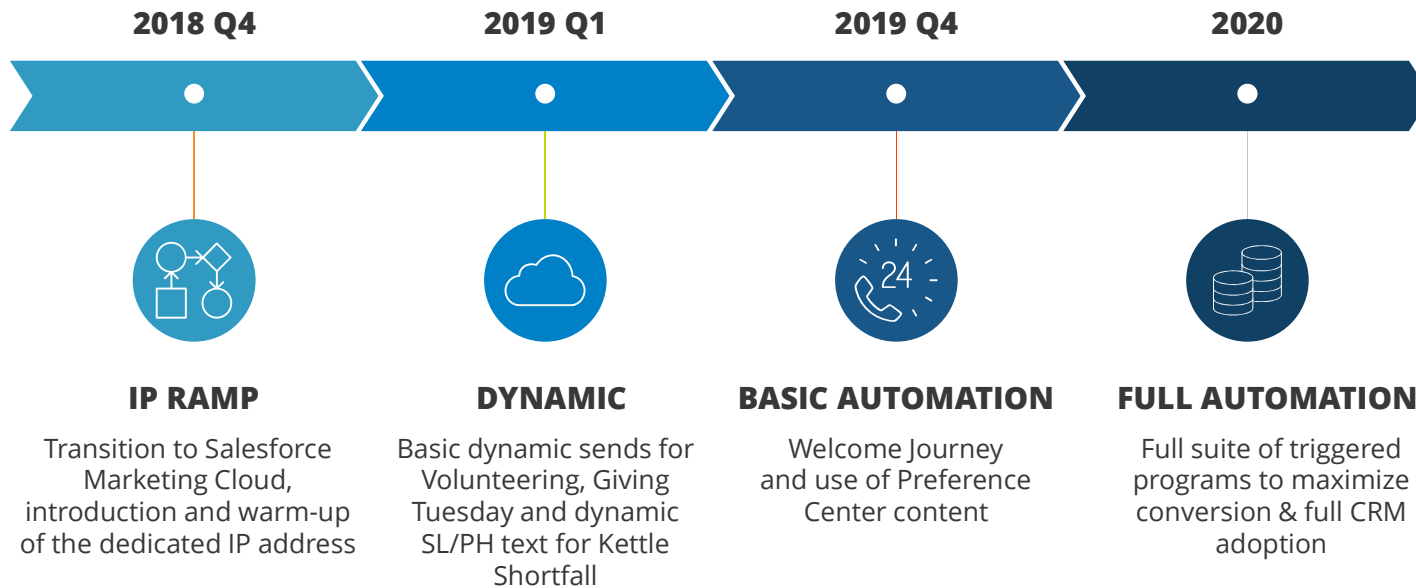 2018 Q4
2019 Q1
2019 Q4
2020
24
IP RAMP
Transition to Salesforce
Marketing Cloud,
introduction and warm-up
of the dedicated IP address
DYNAMIC
Basic dynamic sends for
Volunteering, Giving
Tuesday and dynamic
SL/PH text for Kettle
Shortfall
BASIC AUTOMATION
Welcome Journey
and use of Preference
Center content
FULL AUTOMATION
Full suite of triggered
programs to maximize
conversion & full CRM
adoption